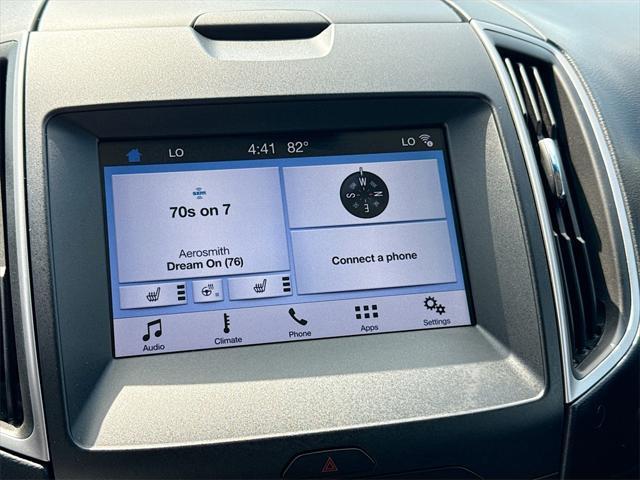 LO 4:41 82° LO
sxm
70s on 7
Aerosmith
Dream On (76)
W
S N
E
Connect a phone
Audio Climate Phone Apps Settings